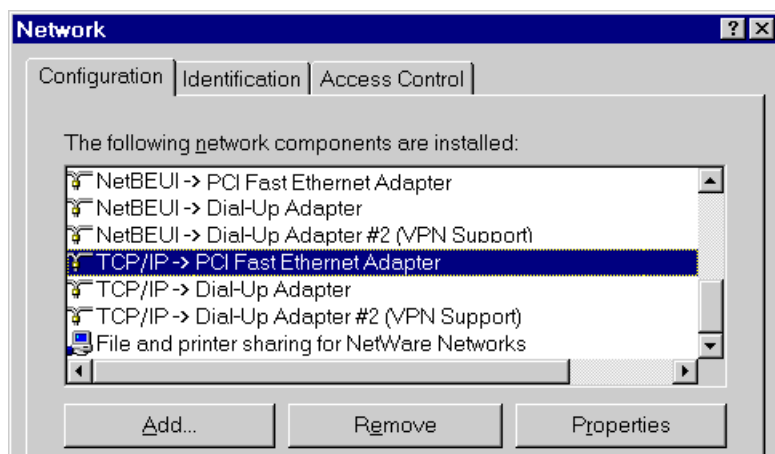 Network
Configuration Identification Access Control
The following network components are installed:
NetBEUI -> PCI Fast Ethernet Adapter
NetBEUI -> Dial-Up Adapter
NetBEUI -> Dial-Up Adapter #2 (VPN Support)
TCP/IP -> PCI Fast Ethernet Adapter
TCP/IP -> Dial-Up Adapter
TCP/IP -> Dial-Up Adapter #2 (VPN Support)
File and printer sharing for NetWare Networks
Add... Remove Properties